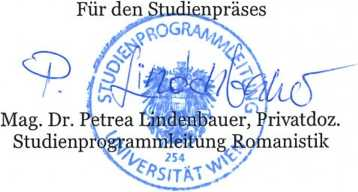 Für den Studienpräses
STUDIENPROGRAMMLEITUNG
P. Lindenbauer
Mag. Dr. Petrea Lindenbauer, Privatdoz.
Studienprogrammleitung Romanistik
254
UNIVERSITÄT WIEN